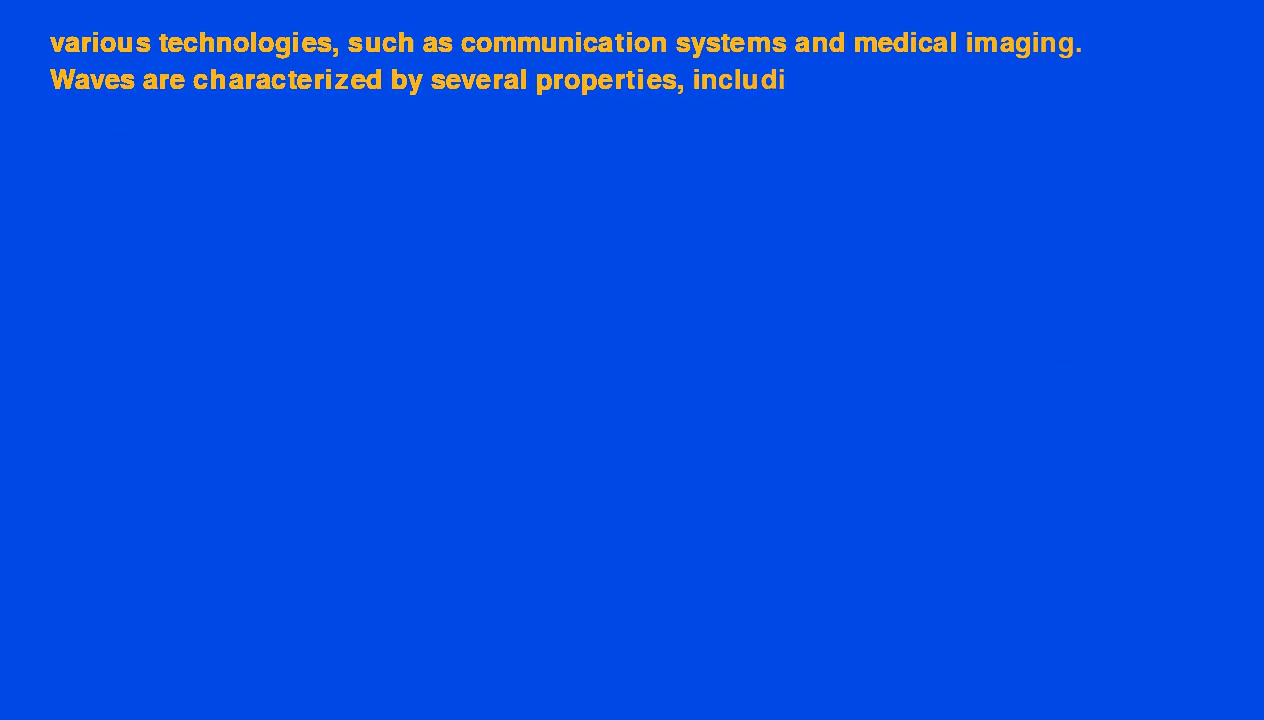 various technologies, such as communication systems and medical imaging.
Waves are characterized by several properties, includi